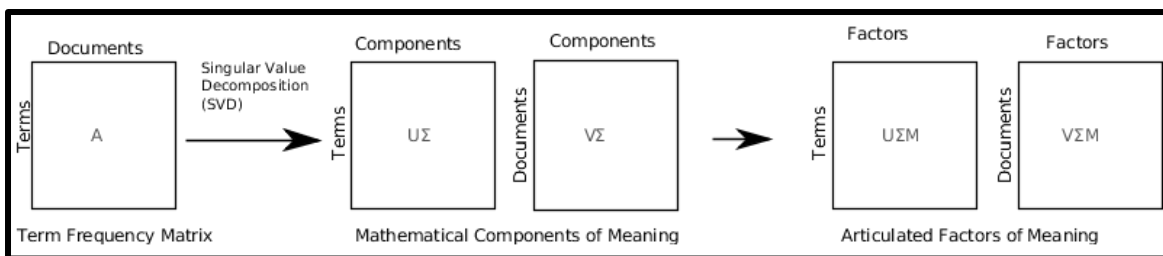 Documents
Terms
A
Term Frequency Matrix
Singular Value
Decomposition
(SVD)
Components
Terms
UΣ
Components
Documents
VΣ
Mathematical Components of Meaning
Factors
Terms
UΣM
Factors
Documents
VΣM
Articulated Factors of Meaning